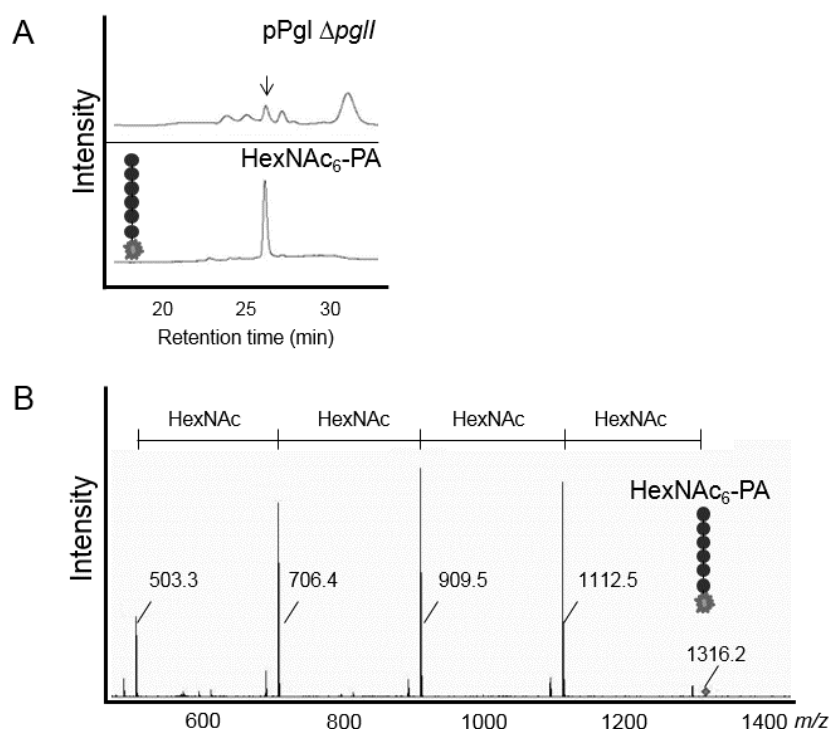 A
pPgl ΔpglI
HexNAc₆-PA
Intensity
20 25 30
Retention time (min)
B
HexNAc HexNAc HexNAc HexNAc
HexNAc₆-PA
503.3 706.4 909.5 1112.5
1316.2
Intensity
600 800 1000 1200 1400 m/z